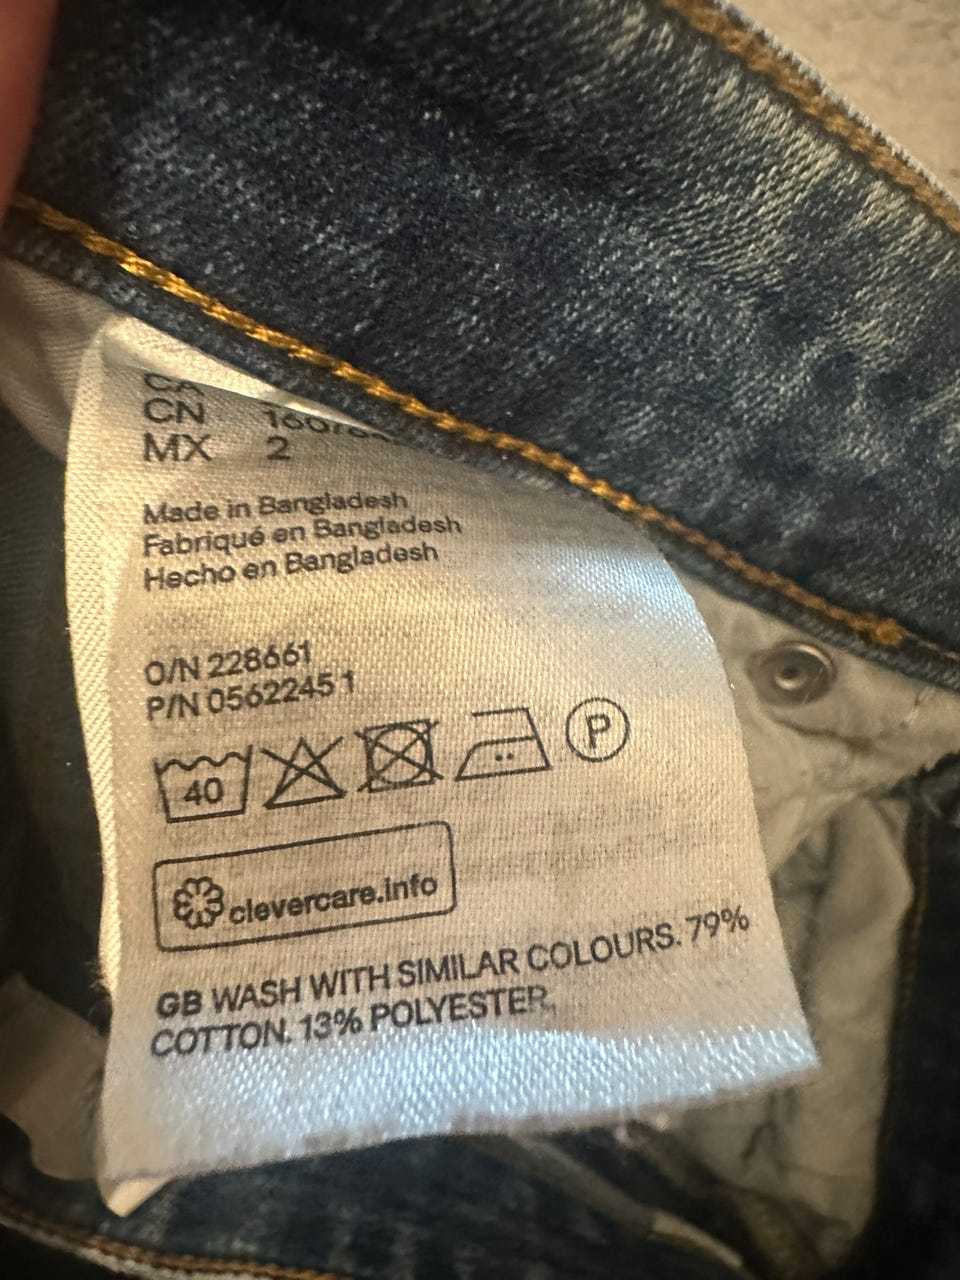 CA
CN
MX 2
Made in Bangladesh
Fabriqué en Bangladesh
Hecho en Bangladesh
O/N 228661
P/N 0562245 1
40
P
clevercare.info
GB WASH WITH SIMILAR COLOURS. 79%
COTTON. 13% POLYESTER.